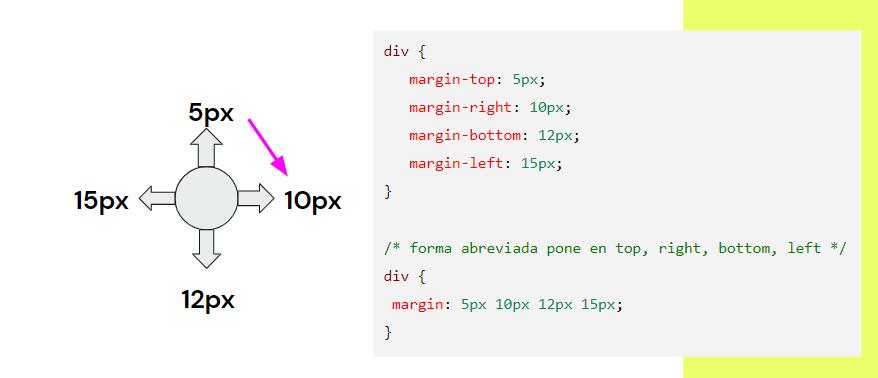 5px
15px
10px
12px
div {
margin-top: 5px;
margin-right: 10px;
margin-bottom: 12px;
margin-left: 15px;
}
/* forma abreviada pone en top, right, bottom, left */
div {
margin: 5px 10px 12px 15px;
}